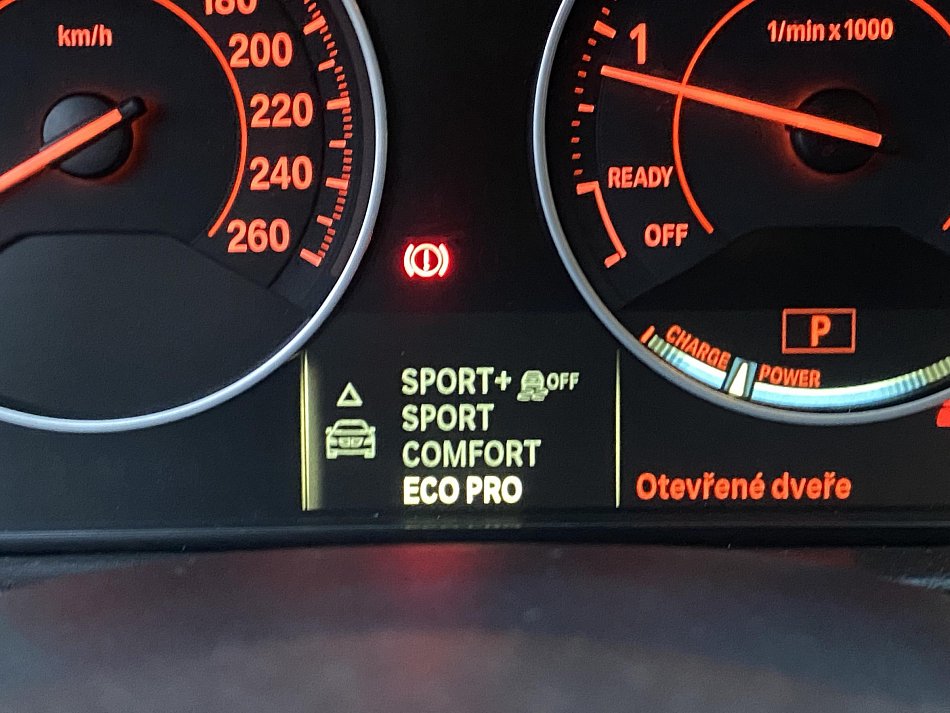 km/h
180
200
220
240
260
1
1/min x 1000
READY
OFF
P
CHARGE
POWER
SPORT+ OFF
SPORT
COMFORT
ECO PRO
Otevřené dveře